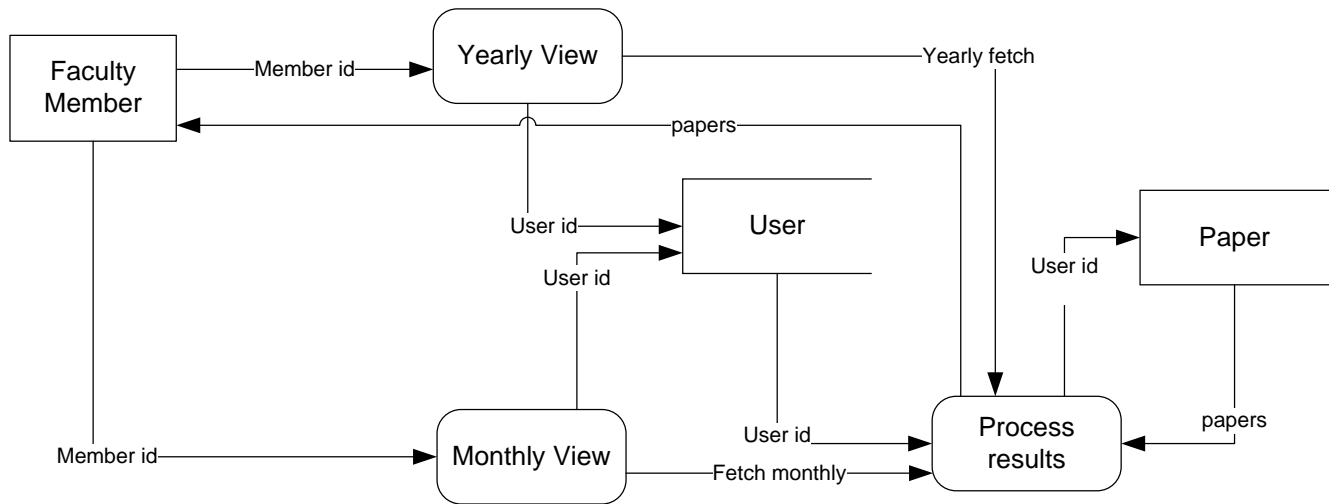 Yearly View
Faculty
Member
Member id
Yearly fetch
papers
User id
User
Paper
User id
User id
User id
papers
Process
results
Member id
Monthly View
Fetch monthly